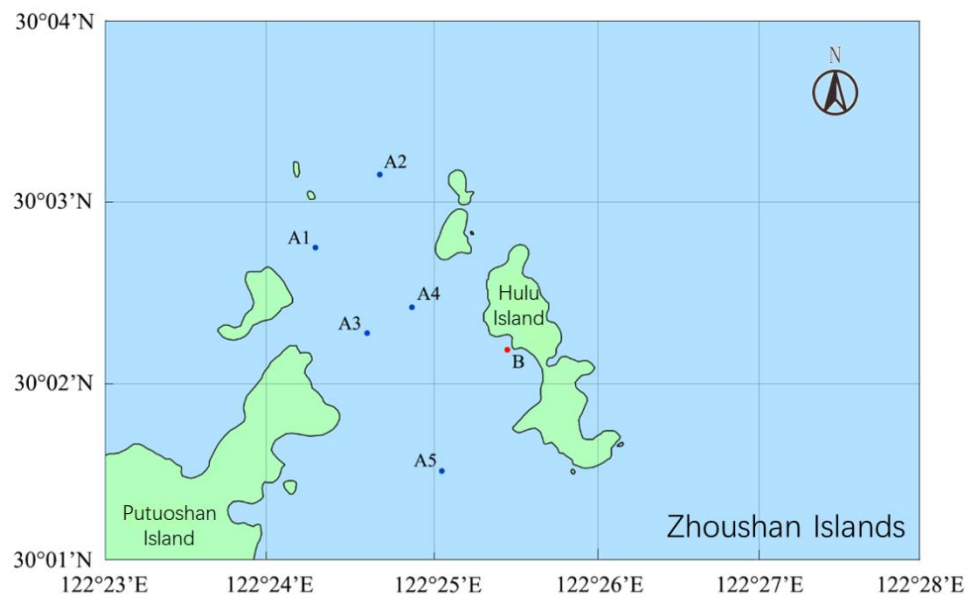 30°04’N
N
A2
30°03’N
A1
A4
Hulu
Island
A3
B
30°02’N
A5
Putuoshan
Island
Zhoushan Islands
30°01’N
122°23’E
122°24’E
122°25’E
122°26’E
122°27’E
122°28’E